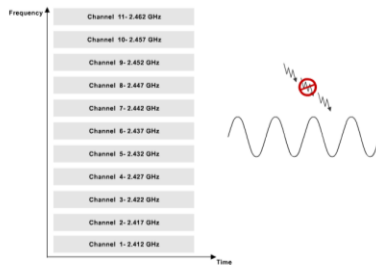 Frequency
Channel 11- 2.462 GHz
Channel 10- 2.457 GHz
Channel 9- 2.452 GHz
Channel 8- 2.447 GHz
Channel 7- 2.442 GHz
Channel 6- 2.437 GHz
Channel 5- 2.432 GHz
Channel 4- 2.427 GHz
Channel 3- 2.422 GHz
Channel 2- 2.417 GHz
Channel 1- 2.412 GHz
Time